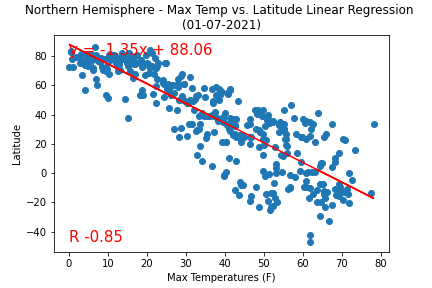 Northern Hemisphere - Max Temp vs. Latitude Linear Regression
(01-07-2021)
y = -1.35x + 88.06
80
60
40
20
0
−20
−40
Latitude
R -0.85
0 10 20 30 40 50 60 70 80
Max Temperatures (F)